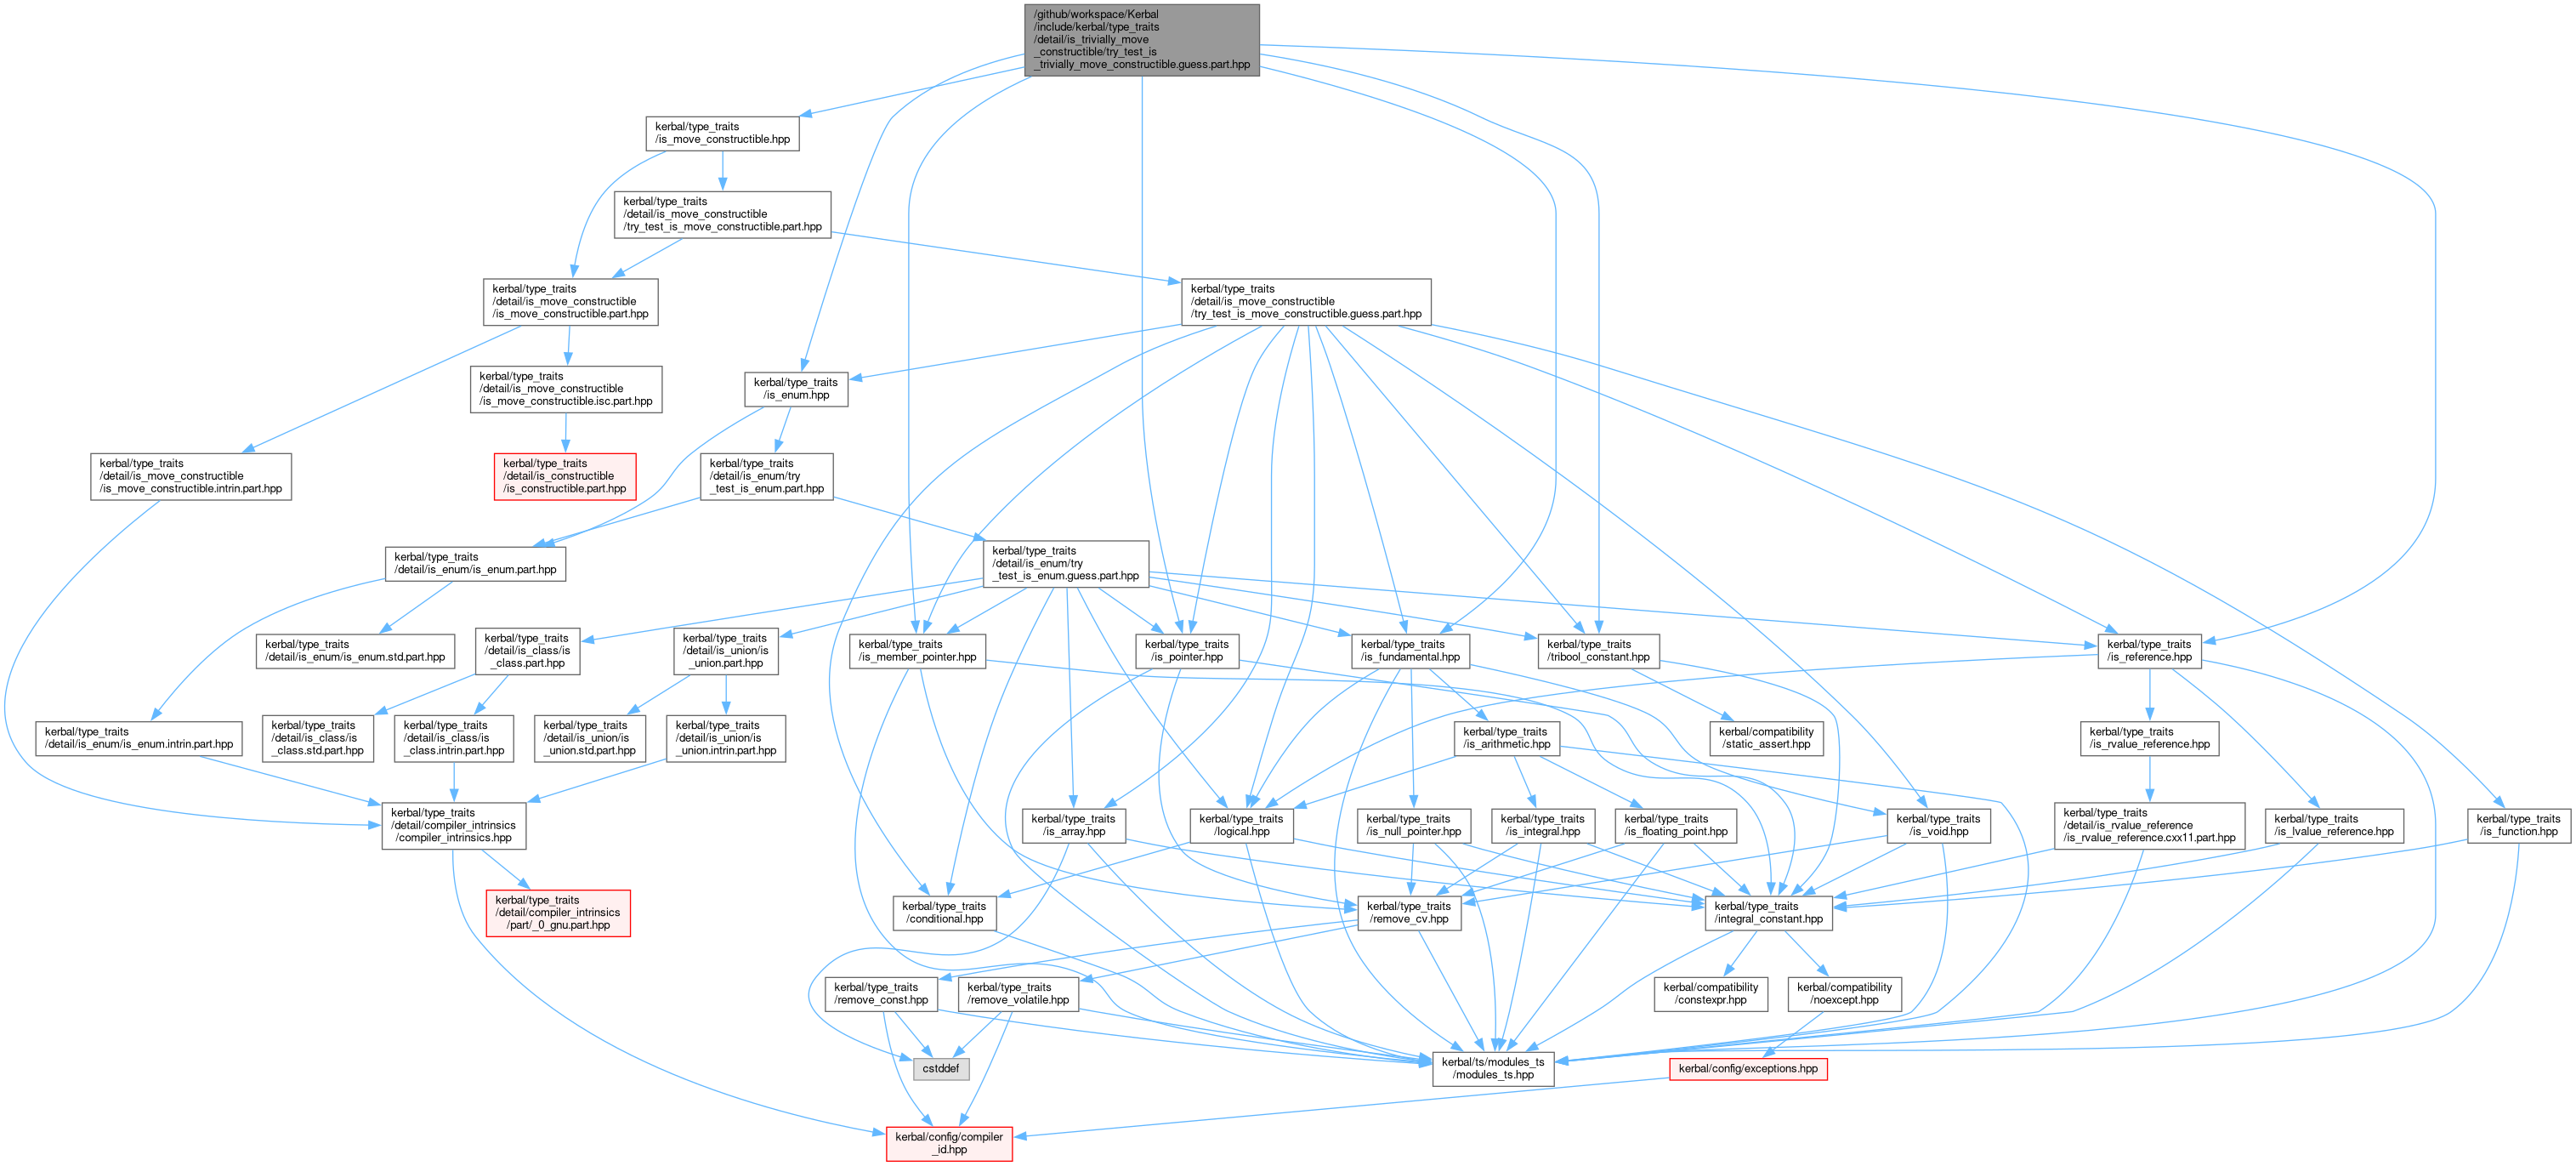 /github/workspace/Kerbal
/include/kerbal/type_traits
/detail/is_trivially_move
_constructible/try_test_is
_trivially_move_constructible.guess.part.hpp
kerbal/type_traits
/is_move_constructible.hpp
kerbal/type_traits
/detail/is_move_constructible
/try_test_is_move_constructible.part.hpp
kerbal/type_traits
/detail/is_move_constructible
/is_move_constructible.part.hpp
kerbal/type_traits
/detail/is_move_constructible
/try_test_is_move_constructible.guess.part.hpp
kerbal/type_traits
/detail/is_move_constructible
/is_move_constructible.isc.part.hpp
kerbal/type_traits
/is_enum.hpp
kerbal/type_traits
/detail/is_move_constructible
/is_move_constructible.intrin.part.hpp
kerbal/type_traits
/detail/is_constructible
/is_constructible.part.hpp
kerbal/type_traits
/detail/is_enum/try
_test_is_enum.part.hpp
kerbal/type_traits
/detail/is_enum/is_enum.part.hpp
kerbal/type_traits
/detail/is_enum/try
_test_is_enum.guess.part.hpp
kerbal/type_traits
/detail/is_enum/is_enum.std.part.hpp
kerbal/type_traits
/detail/is_class/is
_class.part.hpp
kerbal/type_traits
/detail/is_union/is
_union.part.hpp
kerbal/type_traits
/is_member_pointer.hpp
kerbal/type_traits
/is_pointer.hpp
kerbal/type_traits
/is_fundamental.hpp
kerbal/type_traits
/tribool_constant.hpp
kerbal/type_traits
/is_reference.hpp
kerbal/type_traits
/detail/is_enum/is_enum.intrin.part.hpp
kerbal/type_traits
/detail/is_class/is
_class.std.part.hpp
kerbal/type_traits
/detail/is_class/is
_class.intrin.part.hpp
kerbal/type_traits
/detail/is_union/is
_union.std.part.hpp
kerbal/type_traits
/detail/is_union/is
_union.intrin.part.hpp
kerbal/type_traits
/is_arithmetic.hpp
kerbal/compatibility
/static_assert.hpp
kerbal/type_traits
/is_rvalue_reference.hpp
kerbal/type_traits
/detail/compiler_intrinsics
/compiler_intrinsics.hpp
kerbal/type_traits
/is_array.hpp
kerbal/type_traits
/logical.hpp
kerbal/type_traits
/is_null_pointer.hpp
kerbal/type_traits
/is_integral.hpp
kerbal/type_traits
/is_floating_point.hpp
kerbal/type_traits
/is_void.hpp
kerbal/type_traits
/detail/is_rvalue_reference
/is_rvalue_reference.cxx11.part.hpp
kerbal/type_traits
/is_lvalue_reference.hpp
kerbal/type_traits
/is_function.hpp
kerbal/type_traits
/detail/compiler_intrinsics
/part/_0_gnu.part.hpp
kerbal/type_traits
/conditional.hpp
kerbal/type_traits
/remove_cv.hpp
kerbal/type_traits
/integral_constant.hpp
kerbal/type_traits
/remove_const.hpp
kerbal/type_traits
/remove_volatile.hpp
kerbal/compatibility
/constexpr.hpp
kerbal/compatibility
/noexcept.hpp
cstddef
kerbal/ts/modules_ts
/modules_ts.hpp
kerbal/config/exceptions.hpp
kerbal/config/compiler
_id.hpp